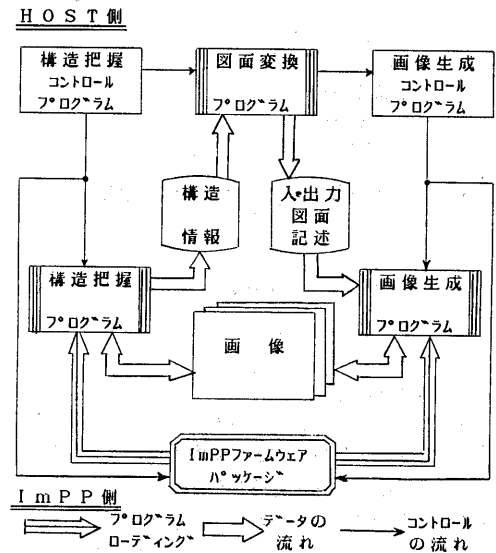 HOST側
構造把握
コントロール
プログラム
図面変換
プログラム
画像生成
コントロール
プログラム
構造
情報
入・出力
図面
記述
構造把握
プログラム
画像
画像生成
プログラム
ImPPファームウェア
パッケージ
ImPP側
プログラム
ローディング
データの
流れ
コントロール
の流れ